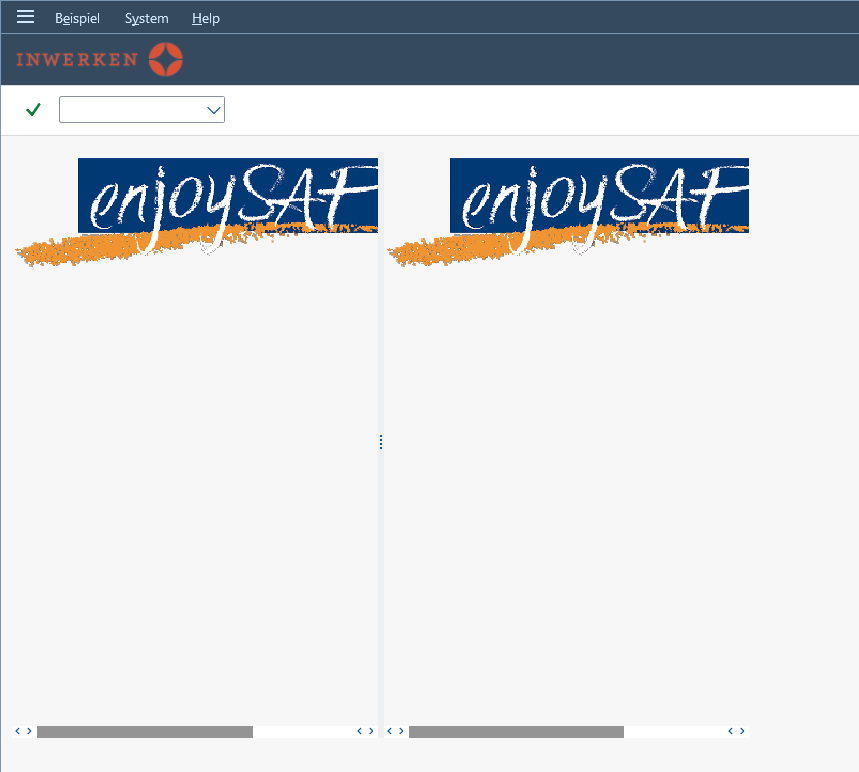 Beispiel System Help
INWERKEN
enjoySAP enjoySAP